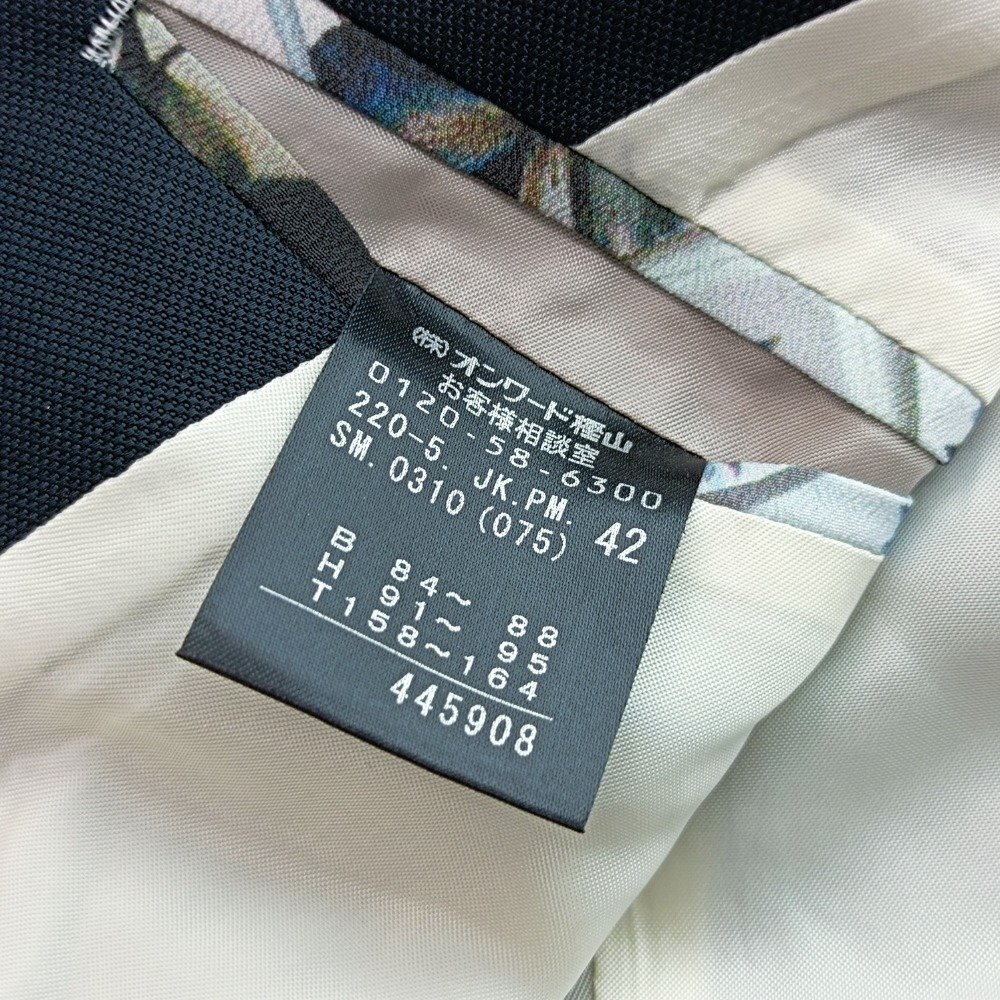 (株)オンワード樫山
お客様相談室
0120-58-6300
220-5. JK.PM.
SM.0310(075) 42
B 84〜 88
H 91〜 95
T158〜164
445908